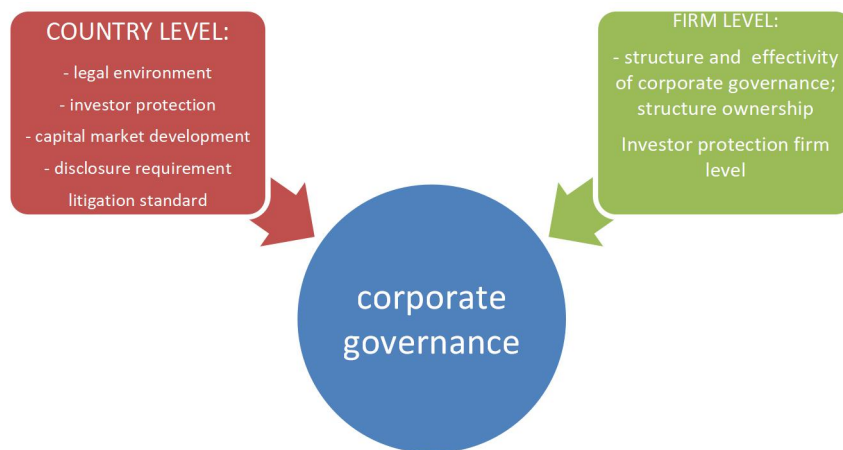 COUNTRY LEVEL:
- legal environment
- investor protection
- capital market development
- disclosure requirement
litigation standard
FIRM LEVEL:
- structure and effectivity
of corporate governance;
structure ownership
Investor protection firm
level
corporate
governance